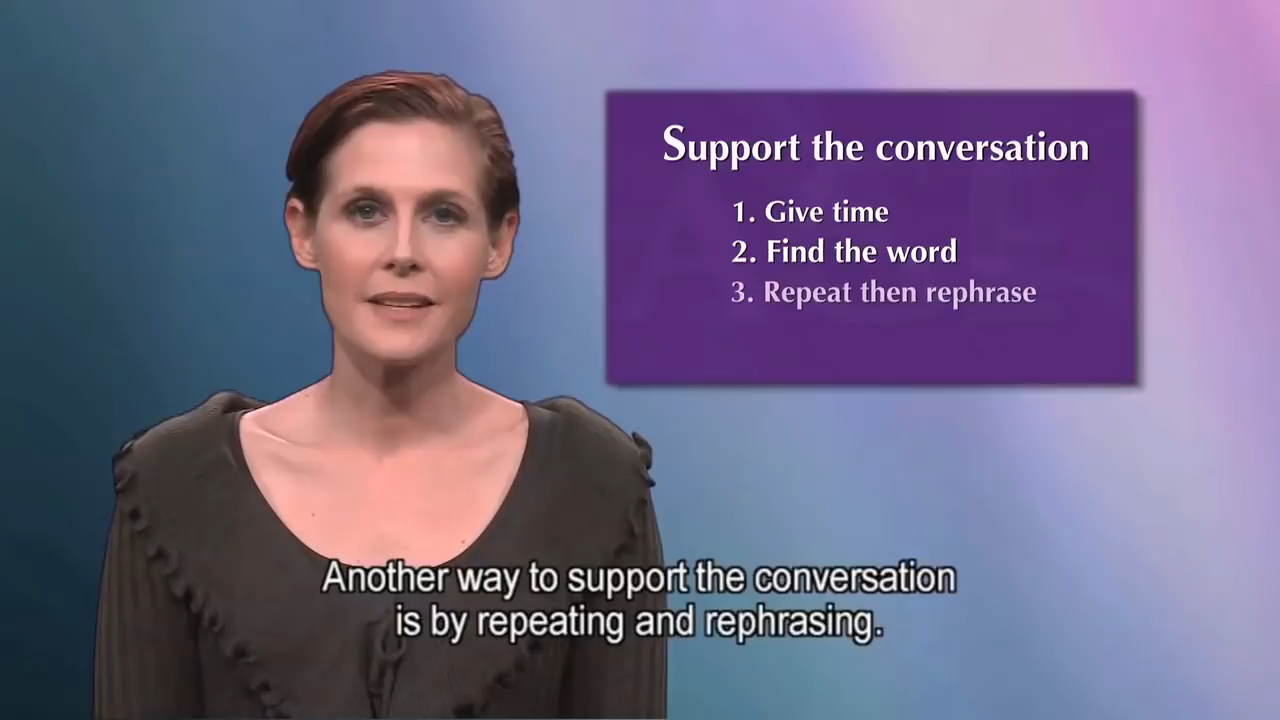 Support the conversation
1. Give time
2. Find the word
3. Repeat then rephrase
Another way to support the conversation
is by repeating and rephrasing.